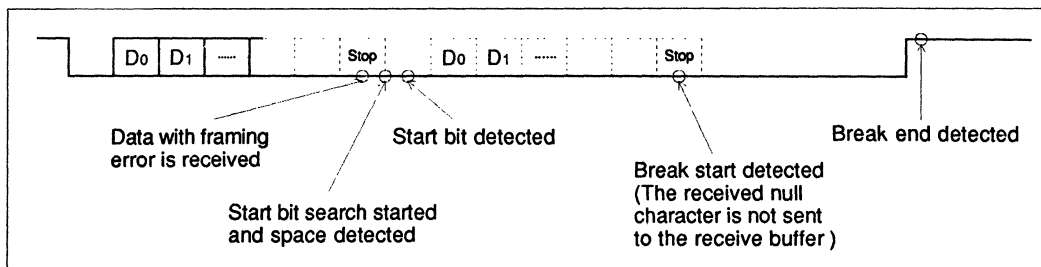 D0 D1 ····· Stop D0 D1 ······ Stop
Data with framing
error is received
Start bit detected
Break end detected
Start bit search started
and space detected
Break start detected
(The received null
character is not sent
to the receive buffer)